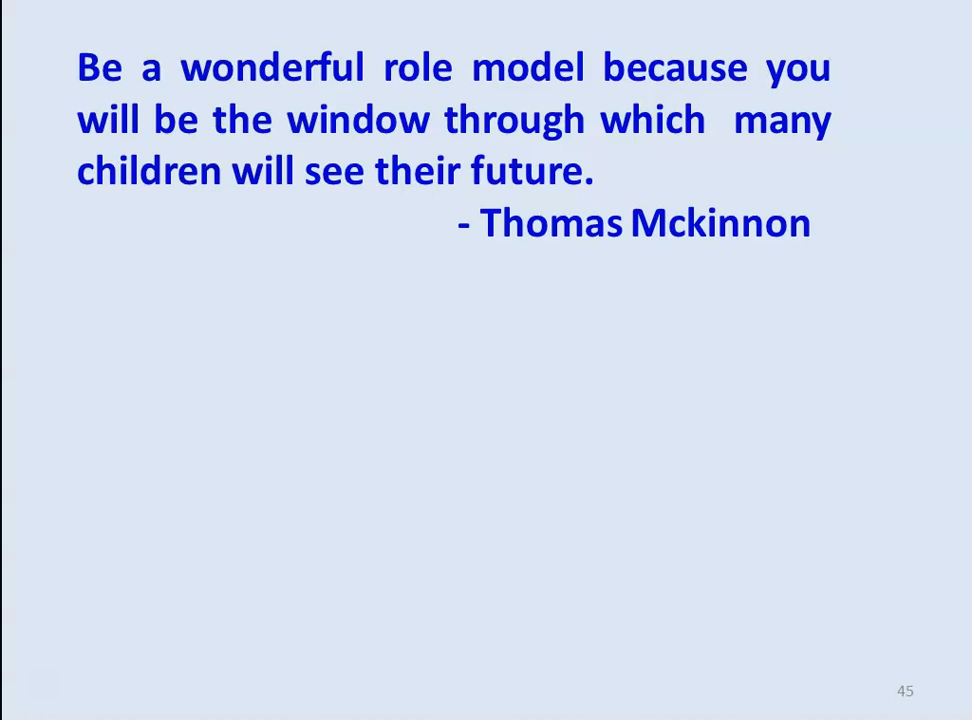 Be a wonderful role model because you
will be the window through which many
children will see their future.
- Thomas Mckinnon
45